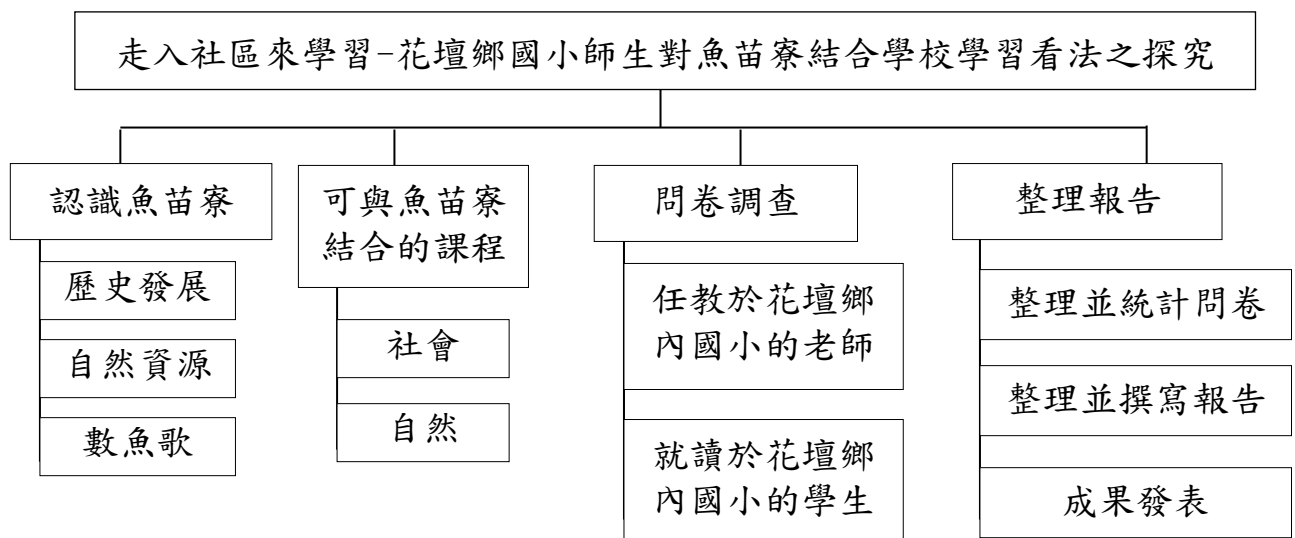 走入社區來學習-花壇鄉國小師生對魚苗寮結合學校學習看法之探究
認識魚苗寮
歷史發展
自然資源
數魚歌
可與魚苗寮
結合的課程
社會
自然
問卷調查
任教於花壇鄉
內國小的老師
就讀於花壇鄉
內國小的學生
整理報告
整理並統計問卷
整理並撰寫報告
成果發表